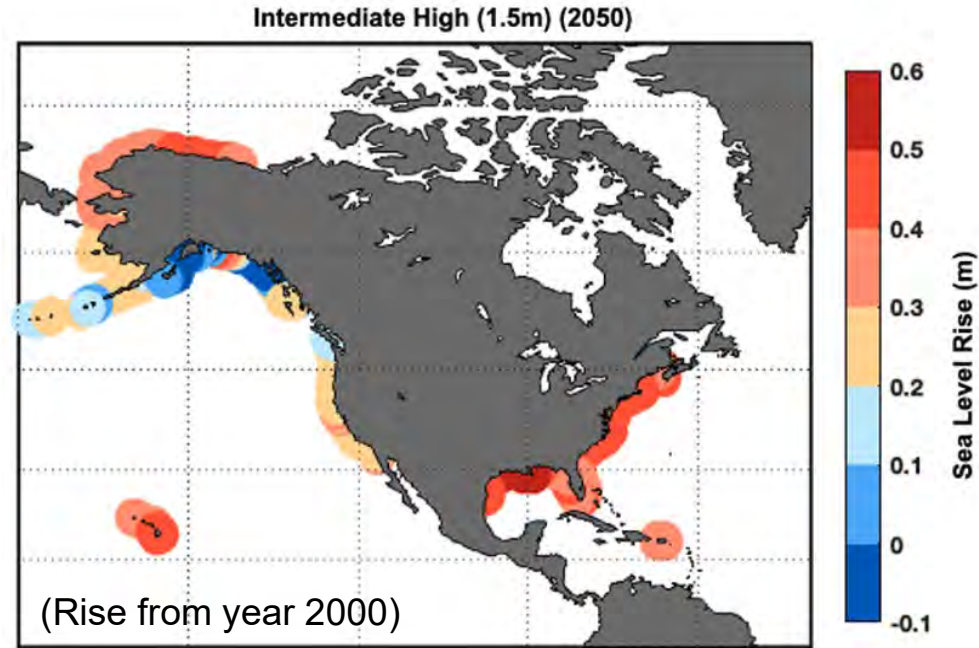 Intermediate High (1.5m) (2050)
0.6
0.5
0.4
0.3
0.2
0.1
0
-0.1
Sea Level Rise (m)
(Rise from year 2000)